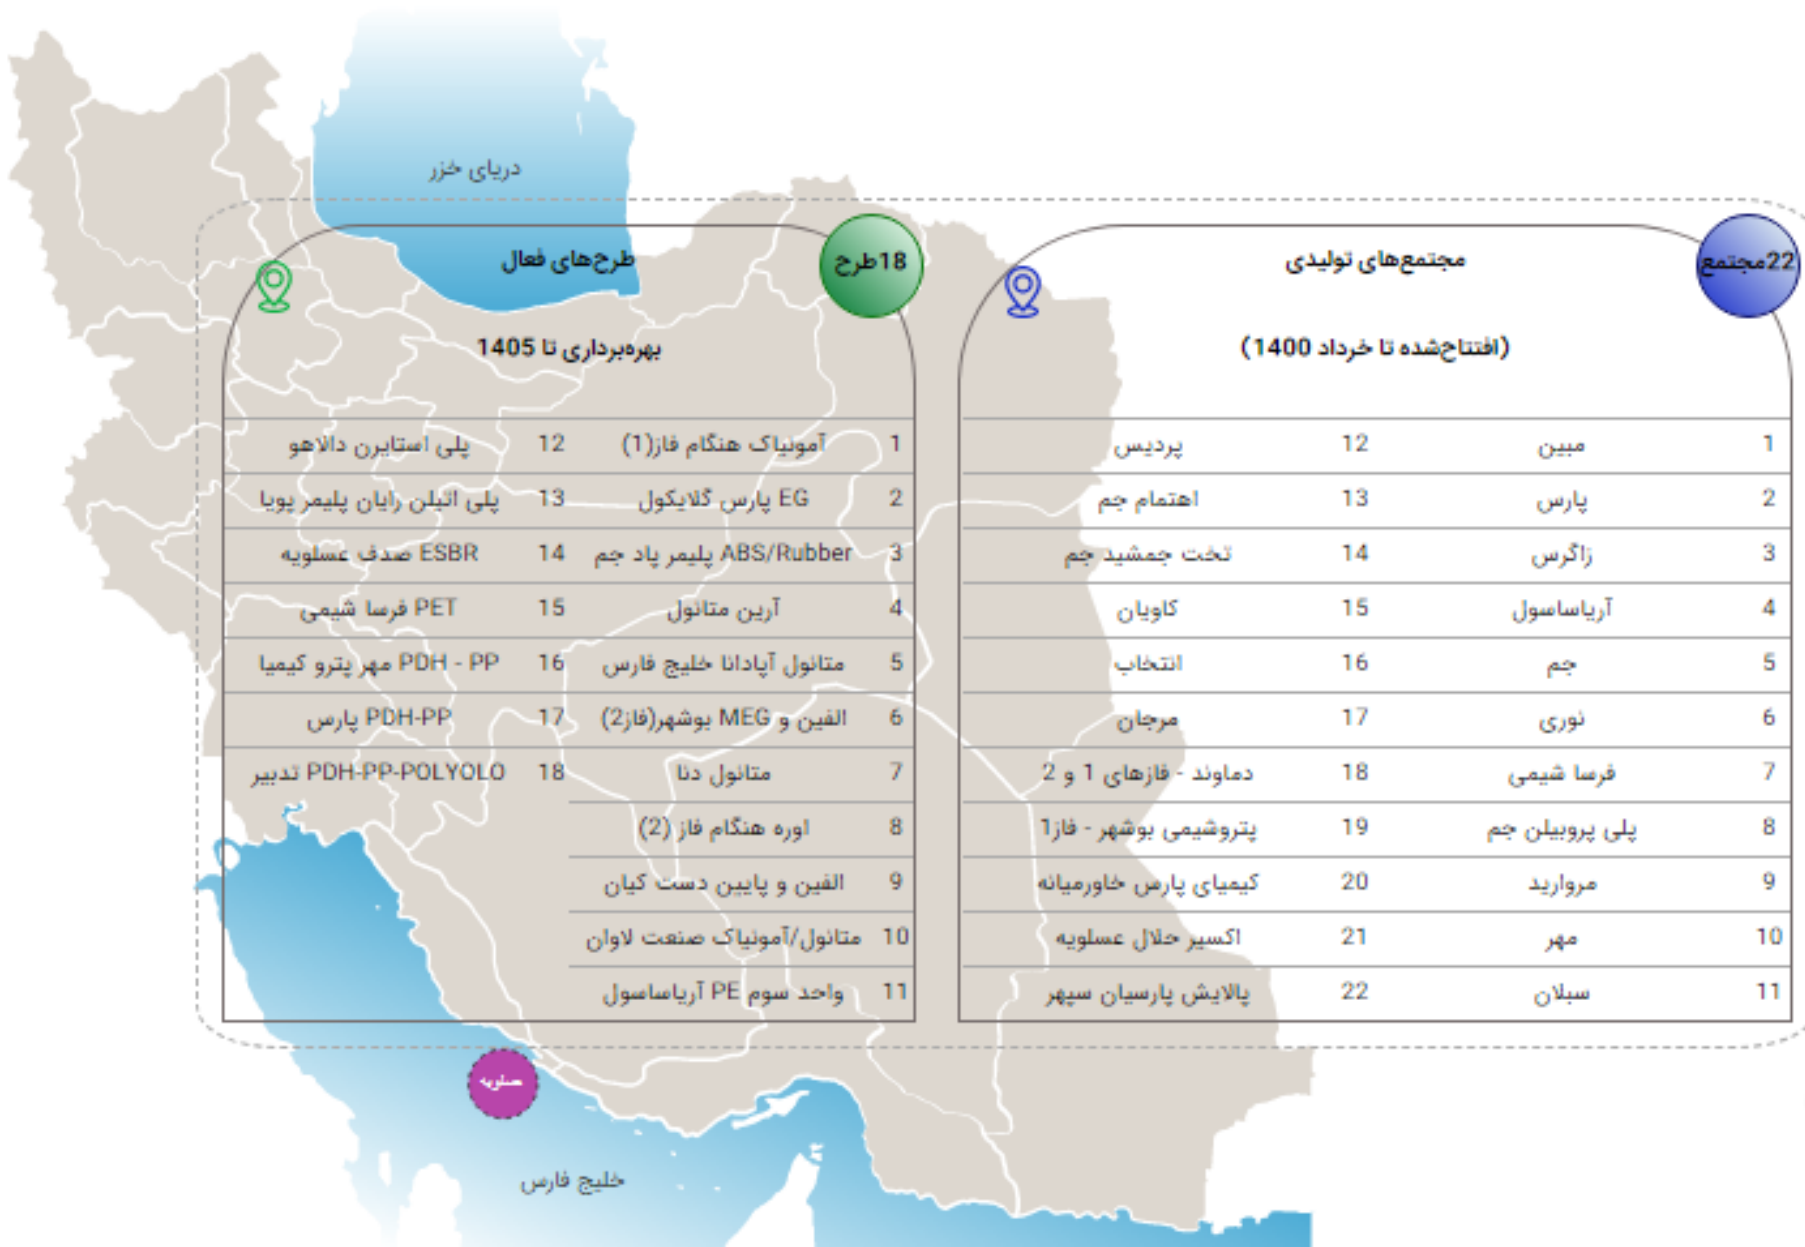 دریای خزر
22مجتمع
مجتمع‌های تولیدی
(افتتاح‌شده تا خرداد 1400)
1 مبین 12 پردیس
2 پارس 13 اهتمام جم
3 زاگرس 14 تخت جمشید جم
4 آریاساسول 15 کاویان
5 جم 16 انتخاب
6 نوری 17 مرجان
7 فرسا شیمی 18 دماوند - فازهای 1 و 2
8 پلی پروبیلن جم 19 پتروشیمی بوشهر - فاز1
9 مروارید 20 کیمیای پارس خاورمیانه
10 مهر 21 اکسیر حلال عسلویه
11 سبلان 22 پالایش پارسیان سپهر
18طرح
طرح‌های فعال
بهره‌برداری تا 1405
1 آمونیاک هنگام فاز(1) 12 پلی استایرن دالاهو
2 EG پارس گلایکول 13 پلی اتیلن رایان پلیمر پویا
3 ABS/Rubber پلیمر پاد جم 14 ESBR صدف عسلویه
4 آرین متانول 15 PET فرسا شیمی
5 متانول آپادانا خلیج فارس 16 PDH - PP مهر پترو کیمیا
6 الفین و MEG بوشهر(فاز2) 17 PDH-PP پارس
7 متانول دنا 18 PDH-PP-POLYOLO تدبیر
8 اوره هنگام فاز (2)
9 الفین و پایین دست کیان
10 متانول/آمونیاک صنعت لاوان
11 واحد سوم PE آریاساسول
عسلویه
خلیج فارس